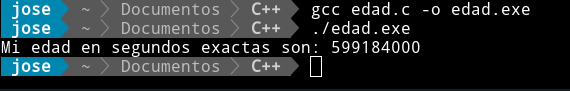 jose ~ Documentos C++ gcc edad.c -o edad.exe
jose ~ Documentos C++ ./edad.exe
Mi edad en segundos exactas son: 599184000
jose ~ Documentos C++